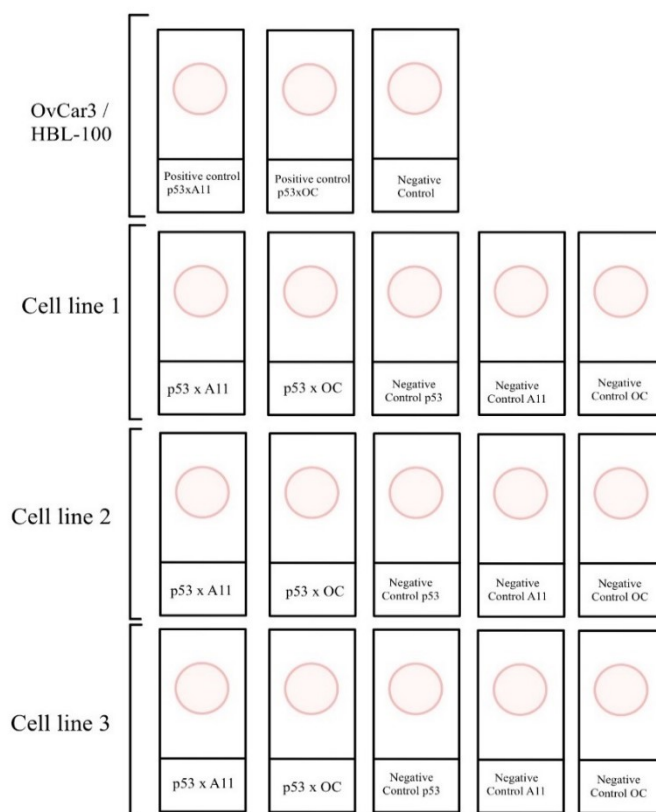 OvCar3 /
HBL-100
Positive control
p53xA11
Positive control
p53xOC
Negative
Control
Cell line 1
p53 x A11
p53 x OC
Negative
Control p53
Negative
Control A11
Negative
Control OC
Cell line 2
p53 x A11
p53 x OC
Negative
Control p53
Negative
Control A11
Negative
Control OC
Cell line 3
p53 x A11
p53 x OC
Negative
Control p53
Negative
Control A11
Negative
Control OC